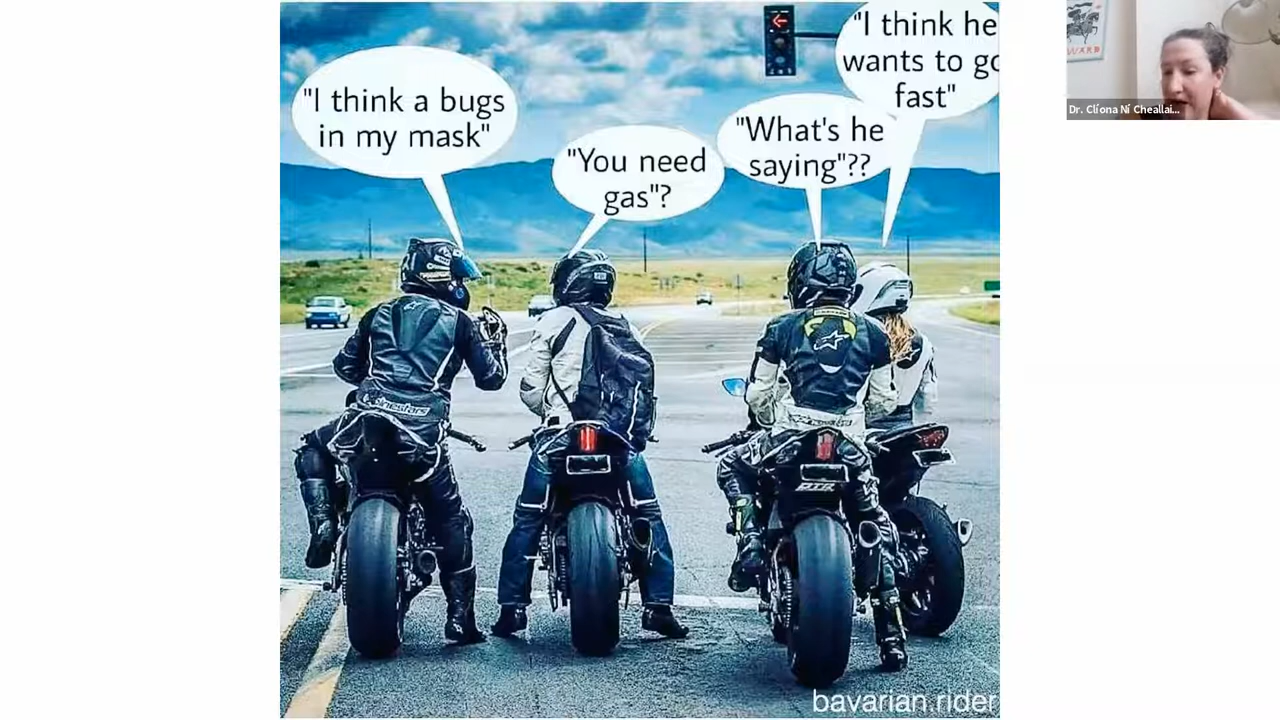 "I think a bugs
in my mask"
"You need
gas"?
"What's he
saying"??
"I think he
wants to go
fast"
Dr. Clíona Ní Cheallai...
alpinestars
bavarian.rider